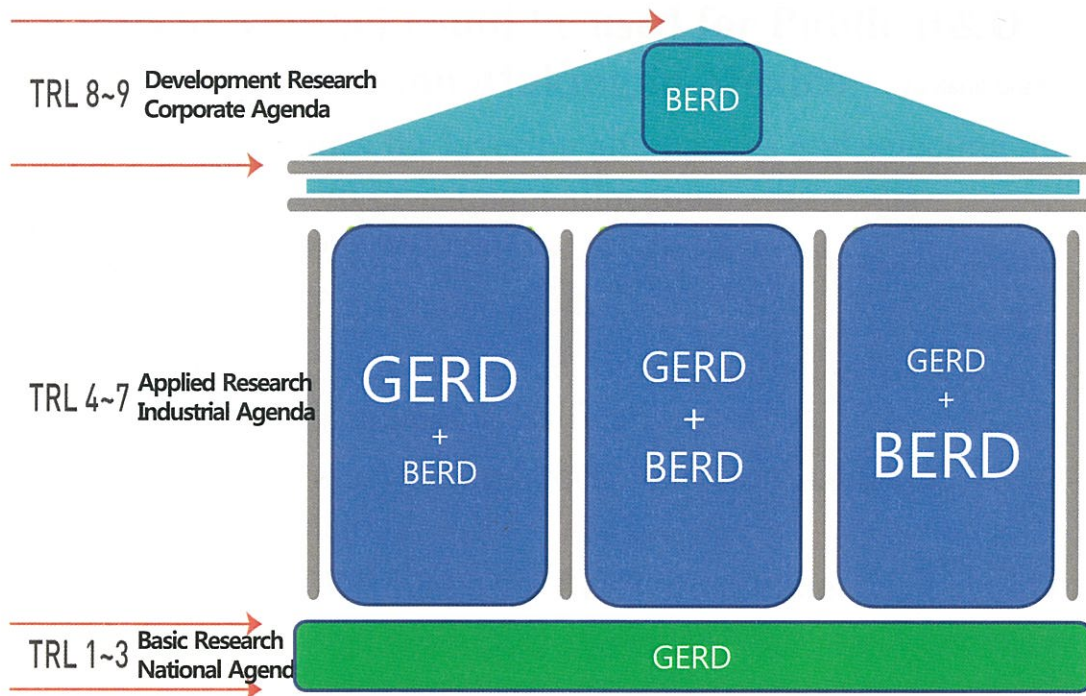 TRL 8~9 Development Research
Corporate Agenda
BERD
TRL 4~7 Applied Research
Industrial Agenda
GERD
+
BERD
GERD
+
BERD
GERD
+
BERD
TRL 1~3 Basic Research
National Agend
GERD